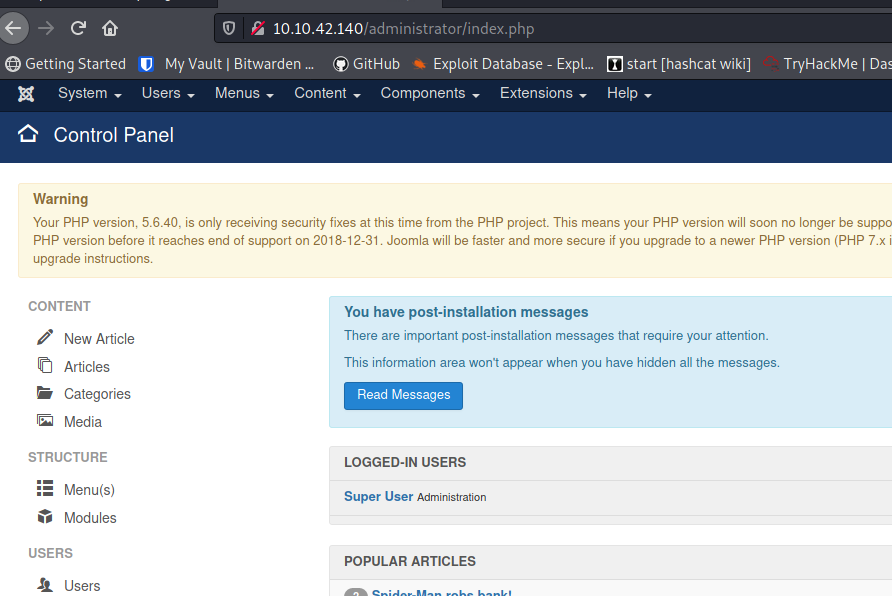 10.10.42.140/administrator/index.php
Getting Started My Vault | Bitwarden ... GitHub Exploit Database - Expl... start [hashcat wiki] TryHackMe | Das
System Users Menus Content Components Extensions Help
Control Panel
Warning
Your PHP version, 5.6.40, is only receiving security fixes at this time from the PHP project. This means your PHP version will soon no longer be suppo
PHP version before it reaches end of support on 2018-12-31. Joomla will be faster and more secure if you upgrade to a newer PHP version (PHP 7.x i
upgrade instructions.
CONTENT
New Article
Articles
Categories
Media
STRUCTURE
Menu(s)
Modules
USERS
Users
You have post-installation messages
There are important post-installation messages that require your attention.
This information area won't appear when you have hidden all the messages.
Read Messages
LOGGED-IN USERS
Super User Administration
POPULAR ARTICLES
Spider-Man robs bank!